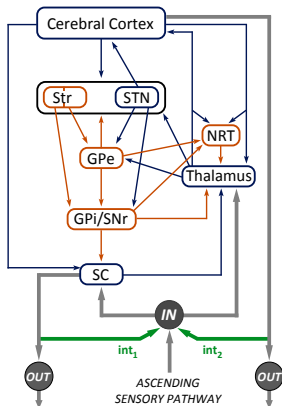 Cerebral Cortex
Str
STN
NRT
GPe
Thalamus
GPi/SNr
SC
IN
int1
int2
OUT
OUT
ASCENDING
SENSORY PATHWAY